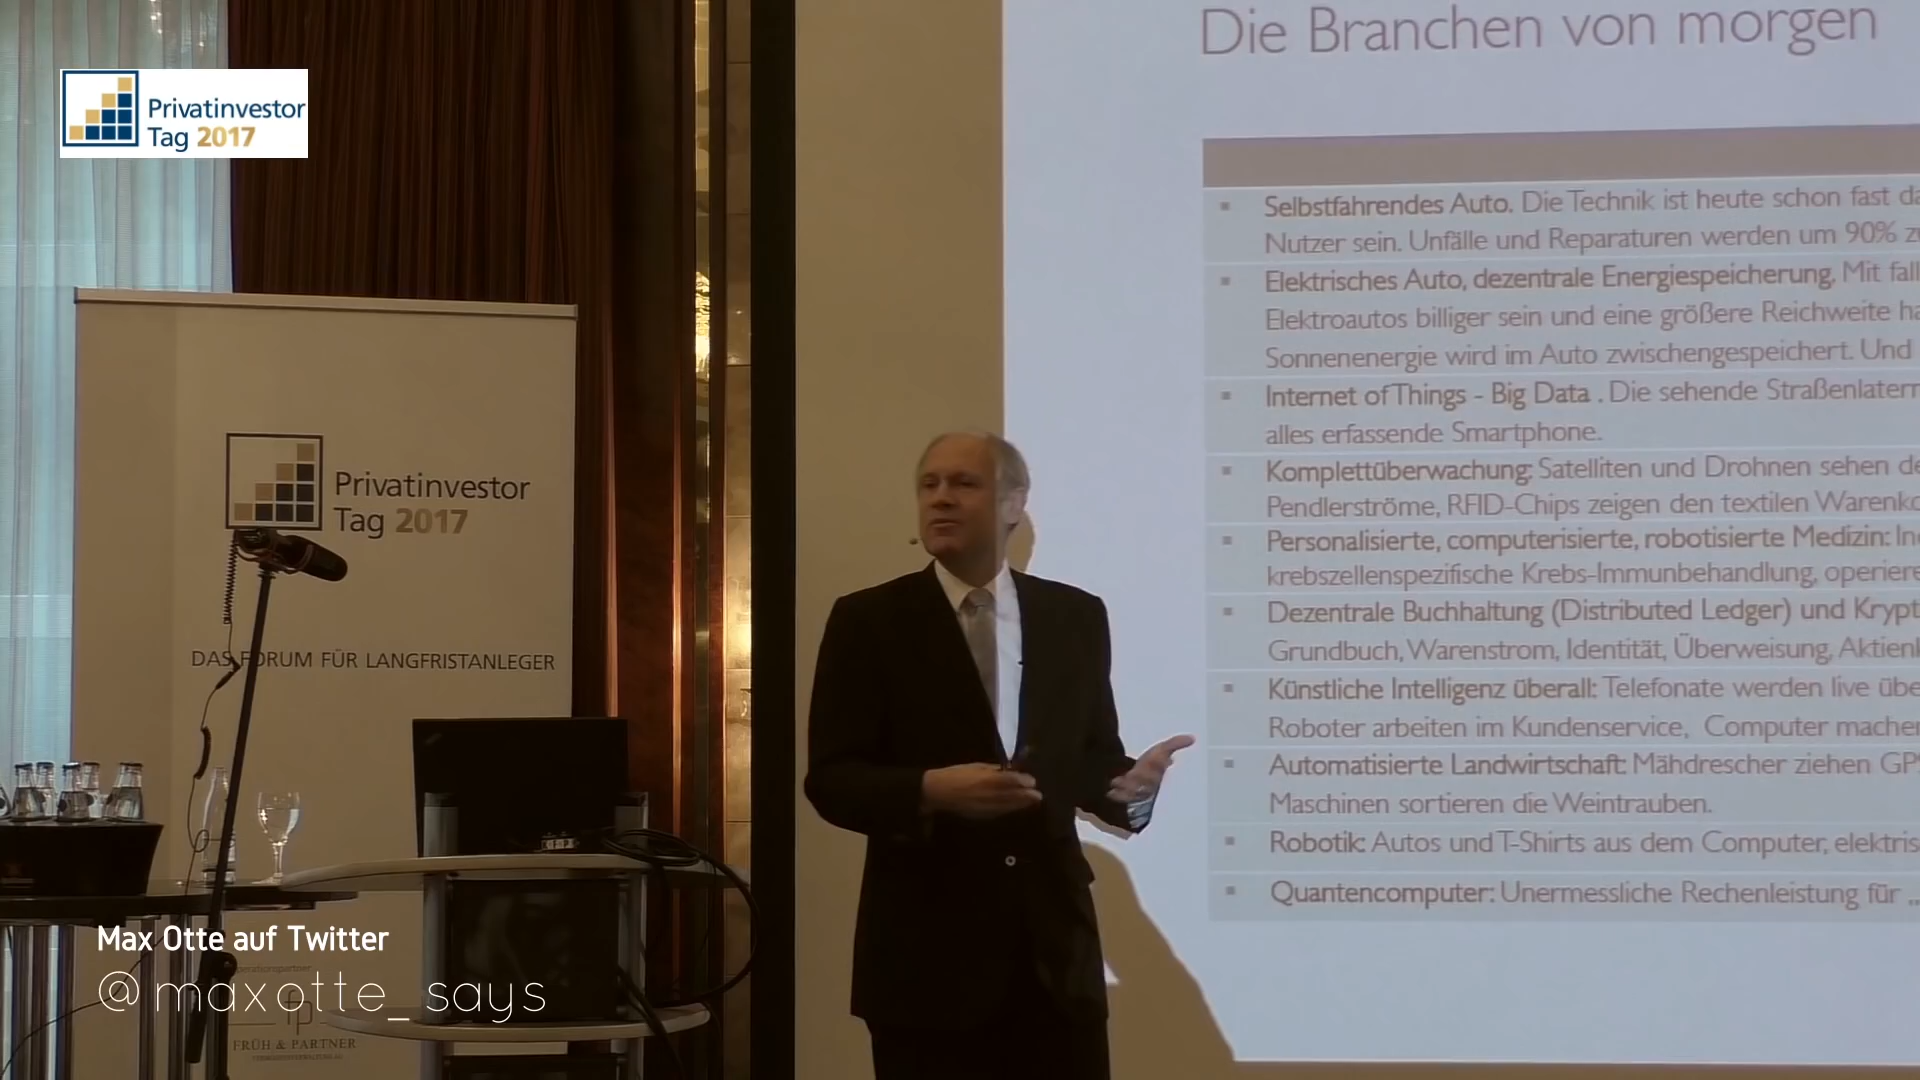 Privatinvestor
Tag 2017
Privatinvestor
Tag 2017
DAS FORUM FÜR LANGFRISTANLEGER
FRÜH & PARTNER
Max Otte auf Twitter
@maxotte_says
Die Branchen von morgen
Selbstfahrendes Auto. Die Technik ist heute schon fast
Nutzer sein. Unfälle und Reparaturen werden um 90%
Elektrisches Auto, dezentrale Energiespeicherung, Mit
Elektroautos billiger sein und eine größere Reichweite
Sonnenenergie wird im Auto zwischengespeichert. Und
Internet of Things - Big Data . Die sehende
alles erfassende Smartphone.
Komplettüberwachung: Satelliten und Drohnen sehen
Pendlerströme, RFID-Chips zeigen den textilen
Personalisierte, computerisierte, robotisierte Medizin:
krebszellenspezifische Krebs-Immunbehandlung,
Dezentrale Buchhaltung (Distributed Ledger) und
Grundbuch, Warenstrom, Identität, Überweisung,
Künstliche Intelligenz überall: Telefonate werden live
Roboter arbeiten im Kundenservice, Computer
Automatisierte Landwirtschaft: Mähdrescher ziehen
Maschinen sortieren die Weintrauben.
Robotik: Autos und T-Shirts aus dem Computer,
Quantencomputer: Unermessliche Rechenleistung für ...